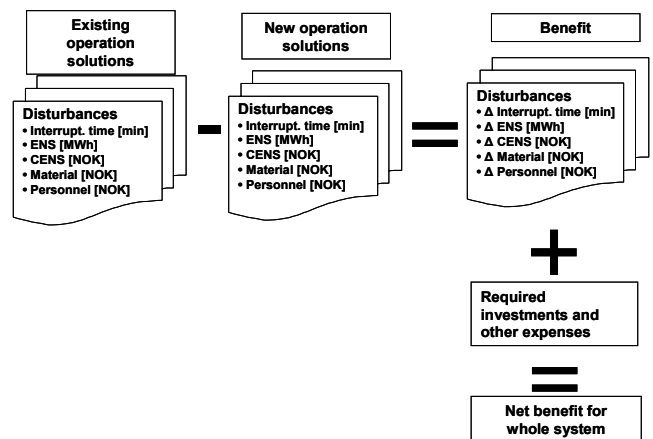 Existing
operation
solutions
New operation
solutions
Benefit
Disturbances
• Interrupt. time [min]
• ENS [MWh]
• CENS [NOK]
• Material [NOK]
• Personnel [NOK]
Disturbances
• Interrupt. time [min]
• ENS [MWh]
• CENS [NOK]
• Material [NOK]
• Personnel [NOK]
Disturbances
• Δ Interrupt. time [min]
• Δ ENS [MWh]
• Δ CENS [NOK]
• Δ Material [NOK]
• Δ Personnel [NOK]
Required
investments and
other expenses
Net benefit for
whole system